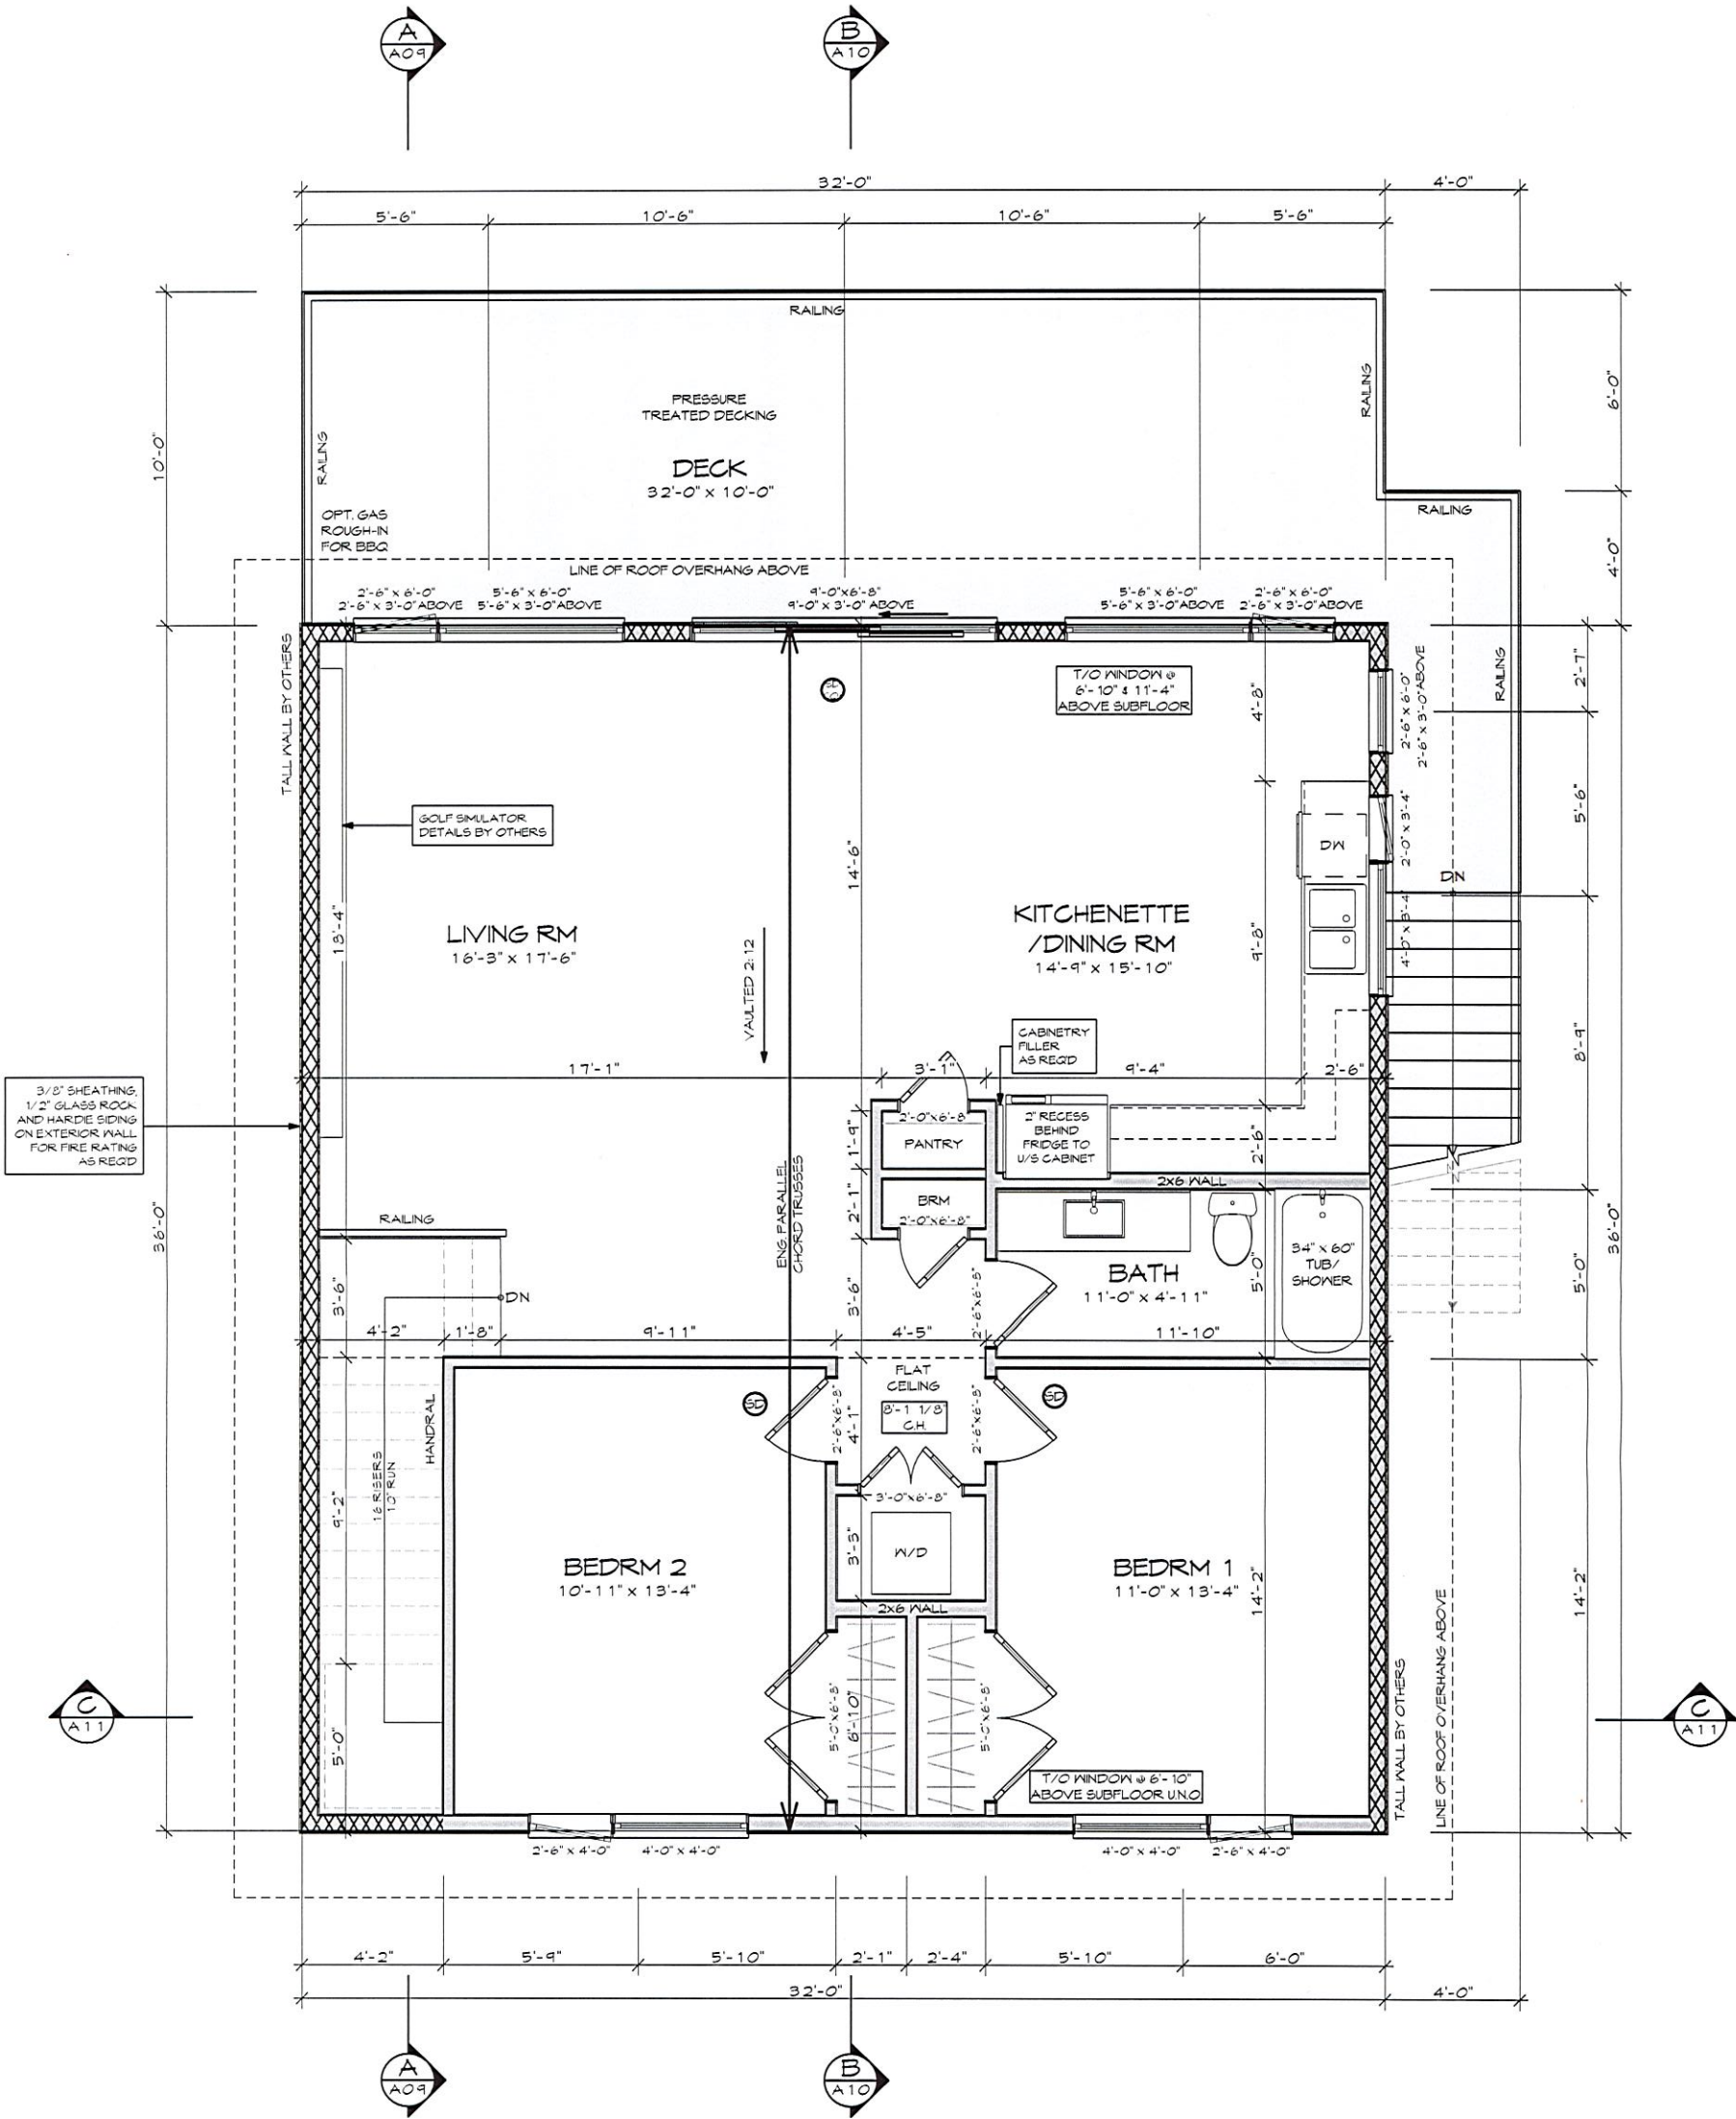 A
A09
B
A10
32'-0"
4'-0"
5'-6"
10'-6"
10'-6"
5'-6"
RAILING
RAILING
6'-0"
10'-0"
PRESSURE
TREATED DECKING
DECK
32'-0" x 10'-0"
RAILING
OPT. GAS
ROUGH-IN
FOR BBQ
RAILING
4'-0"
LINE OF ROOF OVERHANG ABOVE
2'-6" x 6'-0"
2'-6" x 3'-0" ABOVE
5'-6" x 6'-0"
5'-6" x 3'-0" ABOVE
9'-0"x6'-8"
9'-0" x 3'-0" ABOVE
5'-6" x 6'-0"
5'-6" x 3'-0" ABOVE
2'-6" x 6'-0"
2'-6" x 3'-0" ABOVE
TALL WALL BY OTHERS
SD
T/O WINDOW @
6'-10" & 11'-4"
ABOVE SUBFLOOR
4'-8"
2'-6" x 6'-0"
2'-6" x 3'-0" ABOVE
RAILING
2'-7"
GOLF SIMULATOR
DETAILS BY OTHERS
14'-6"
DW
2'-0" x 3'-4"
5'-6"
DN
13'-4"
LIVING RM
16'-3" x 17'-6"
VAULTED 2:12
KITCHENETTE
/DINING RM
14'-9" x 15'-10"
9'-8"
4'-0" x 3'-4"
CABINETRY
FILLER
AS REQ'D
8'-9"
17'-1"
3'-1"
9'-4"
2'-6"
3/8" SHEATHING,
1/2" GLASS ROCK
AND HARDIE SIDING
ON EXTERIOR WALL
FOR FIRE RATING
AS REQ'D
2'-0"x6'-8"
PANTRY
1'-9"
2" RECESS
BEHIND
FRIDGE TO
U/S CABINET
2'-6"
2x6 WALL
36'-0"
ENG. PARALLEL
CHORD TRUSSES
BRM
2'-0"x6'-8"
2'-1"
RAILING
36'-0"
34" x 60"
TUB/
SHOWER
BATH
11'-0" x 4'-11"
5'-0"
5'-0"
3'-6"
DN
3'-6"
2'-6"x6'-8"
4'-2"
1'-8"
9'-11"
4'-5"
11'-10"
FLAT
CEILING
8'-1 1/8"
C.H.
SD
SD
2'-6"x6'-8"
4'-1"
2'-6"x6'-8"
HANDRAIL
16 RISERS
10" RUN
9'-2"
3'-0"x6'-8"
3'-3"
W/D
BEDRM 2
10'-11" x 13'-4"
BEDRM 1
11'-0" x 13'-4"
14'-2"
14'-2"
2x6 WALL
LINE OF ROOF OVERHANG ABOVE
TALL WALL BY OTHERS
C
A11
C
A11
5'-0"
5'-0"x6'-8"
6'-10"
5'-0"x6'-8"
T/O WINDOW @ 6'-10"
ABOVE SUBFLOOR U.N.O.
2'-6" x 4'-0"
4'-0" x 4'-0"
4'-0" x 4'-0"
2'-6" x 4'-0"
4'-2"
5'-9"
5'-10"
2'-1"
2'-4"
5'-10"
6'-0"
32'-0"
4'-0"
A
A09
B
A10